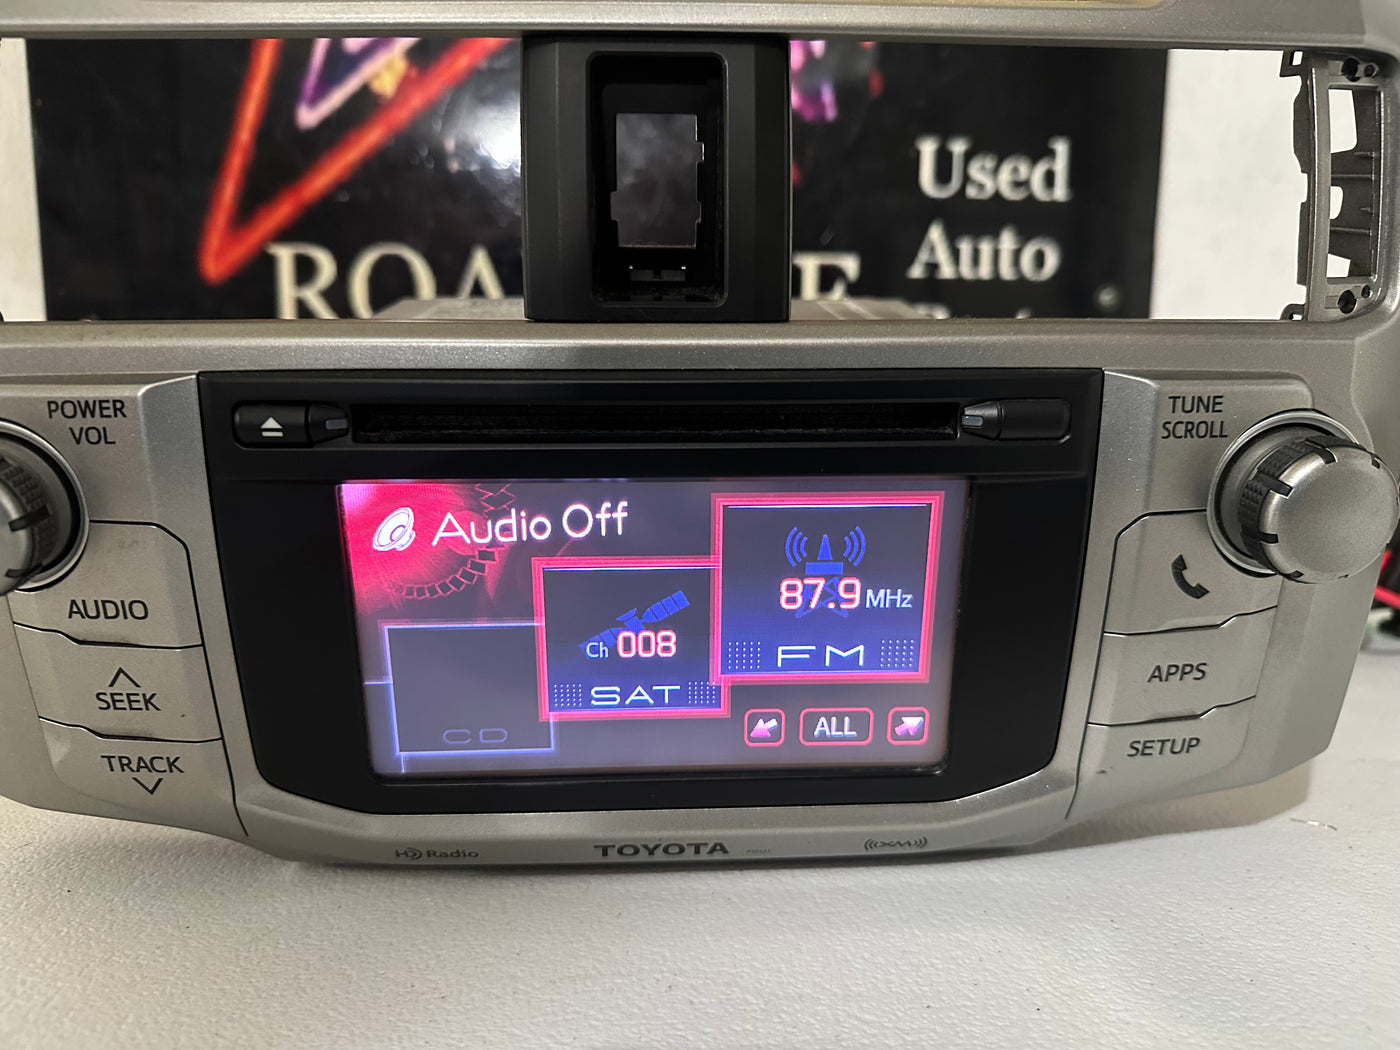 Used
Auto
POWER
VOL
TUNE
SCROLL
Audio Off
87.9 MHz
FM
Ch 008
SAT
CD
ALL
AUDIO
SEEK
TRACK
APPS
SETUP
HD Radio
TOYOTA
((XM))